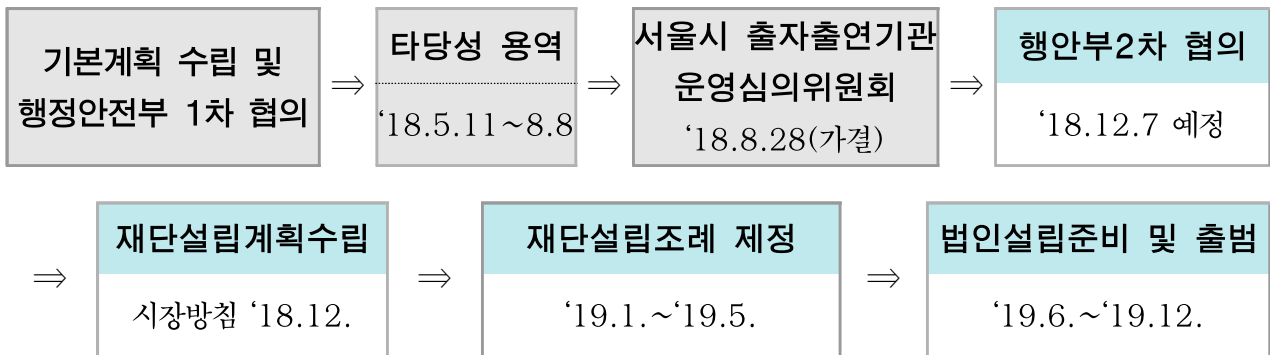 기본계획 수립 및
행정안전부 1차 협의
⇒
타당성 용역
‘18.5.11~8.8
⇒
서울시 출자출연기관
운영심의위원회
‘18.8.28(가결)
⇒
행안부2차 협의
‘18.12.7 예정
⇒
재단설립계획수립
시장방침 ‘18.12.
⇒
재단설립조례 제정
‘19.1.~‘19.5.
⇒
법인설립준비 및 출범
‘19.6.~‘19.12.